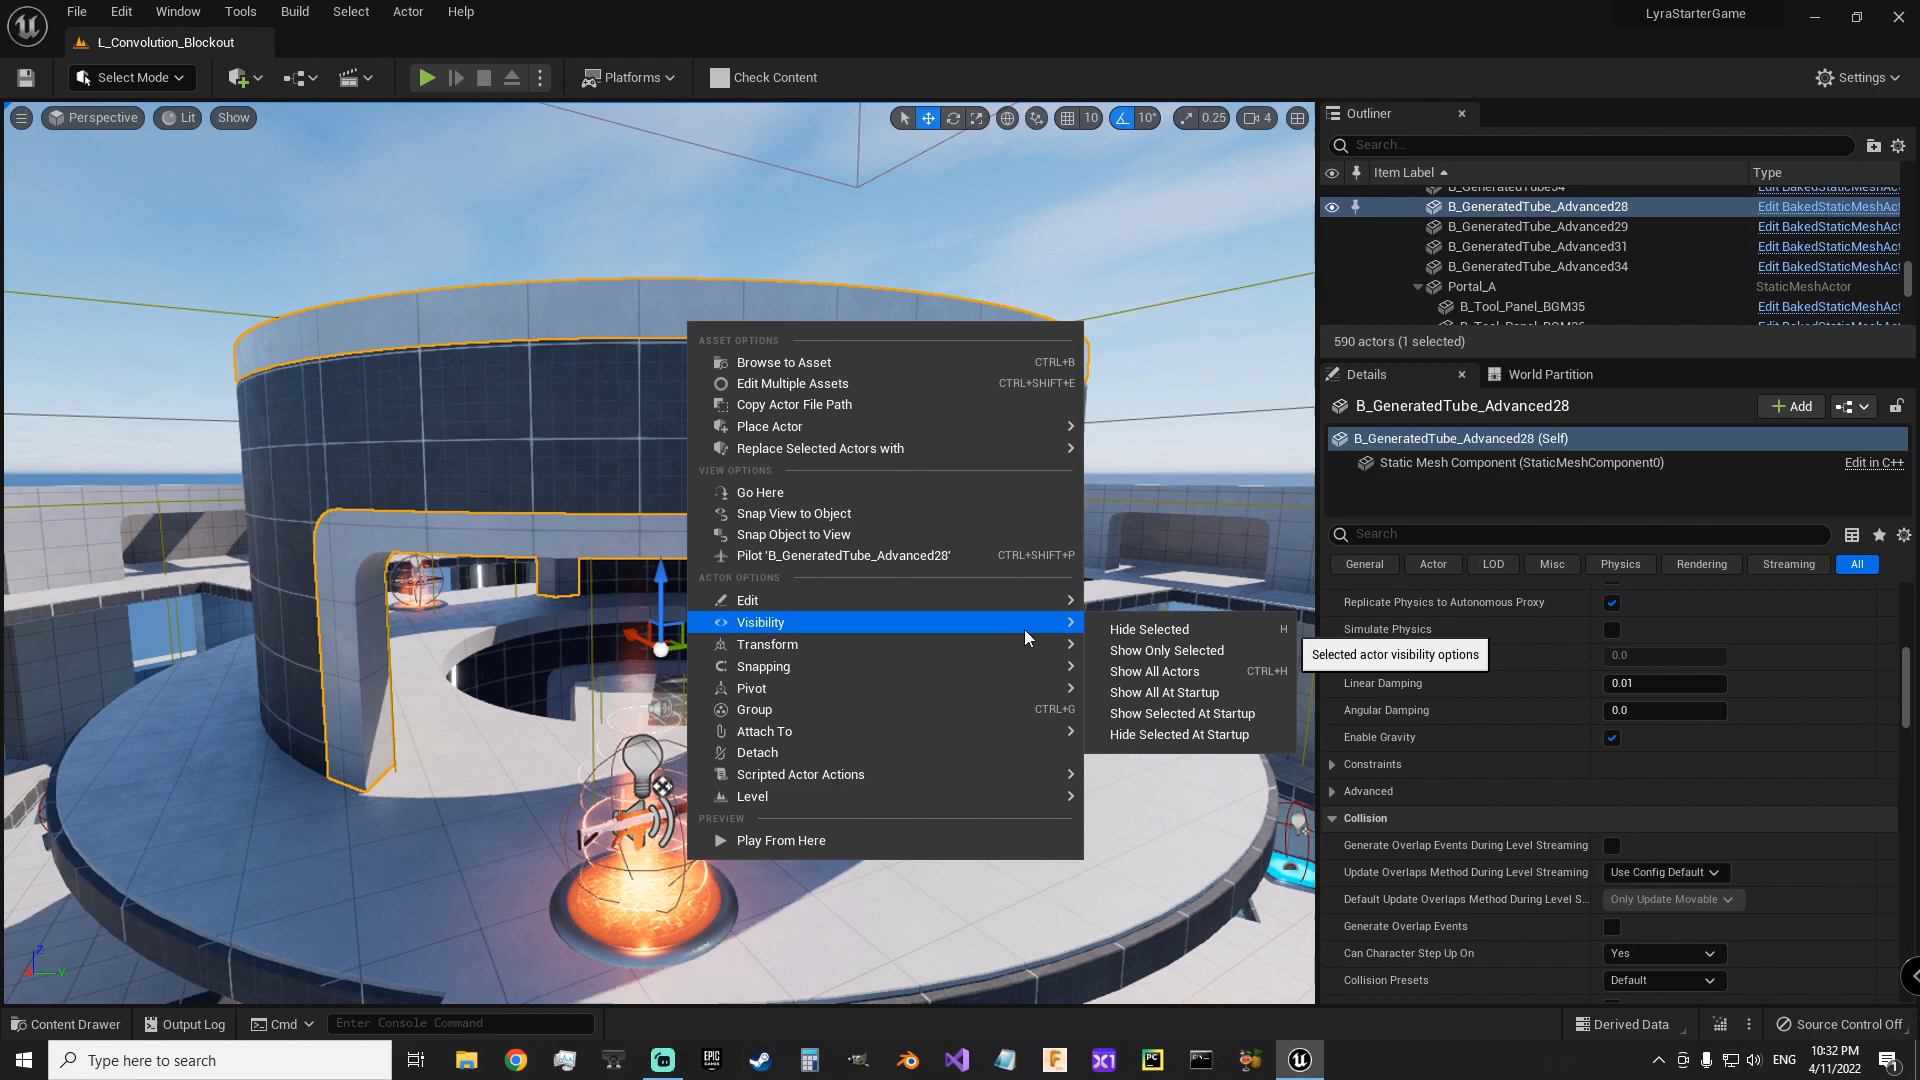 File Edit Window Tools Build Select Actor Help
LyraStarterGame
L_Convolution_Blockout
Select Mode
Platforms
Check Content
Settings
Perspective
Lit
Show
10
10°
0.25
4
Outliner
Search...
Item Label
Type
B_GeneratedTube34
Edit BakedStaticMeshAct
B_GeneratedTube_Advanced28
Edit BakedStaticMeshAct
B_GeneratedTube_Advanced29
Edit BakedStaticMeshAct
B_GeneratedTube_Advanced31
Edit BakedStaticMeshAct
B_GeneratedTube_Advanced34
Edit BakedStaticMeshAct
Portal_A
StaticMeshActor
B_Tool_Panel_BGM35
Edit BakedStaticMeshAct
590 actors (1 selected)
Details
World Partition
B_GeneratedTube_Advanced28
Add
B_GeneratedTube_Advanced28 (Self)
Static Mesh Component (StaticMeshComponent0)
Edit in C++
Search
General
Actor
LOD
Misc
Physics
Rendering
Streaming
All
Replicate Physics to Autonomous Proxy
Simulate Physics
0.0
Linear Damping
0.01
Angular Damping
0.0
Enable Gravity
Constraints
Advanced
Collision
Generate Overlap Events During Level Streaming
Update Overlaps Method During Level Streaming
Use Config Default
Default Update Overlaps Method During Level S...
Only Update Movable
Generate Overlap Events
Can Character Step Up On
Yes
Collision Presets
Default
ASSET OPTIONS
Browse to Asset
CTRL+B
Edit Multiple Assets
CTRL+SHIFT+E
Copy Actor File Path
Place Actor
Replace Selected Actors with
VIEW OPTIONS
Go Here
Snap View to Object
Snap Object to View
Pilot 'B_GeneratedTube_Advanced28'
CTRL+SHIFT+P
ACTOR OPTIONS
Edit
Visibility
Transform
Snapping
Pivot
Group
CTRL+G
Attach To
Detach
Scripted Actor Actions
Level
PREVIEW
Play From Here
Hide Selected
H
Show Only Selected
Show All Actors
CTRL+H
Show All At Startup
Show Selected At Startup
Hide Selected At Startup
Selected actor visibility options
Z
Y
Content Drawer
Output Log
Cmd
Enter Console Command
Derived Data
Source Control Off
Type here to search
EPIC
GAMES
F
X1
PC
ENG
10:32 PM
4/11/2022
1